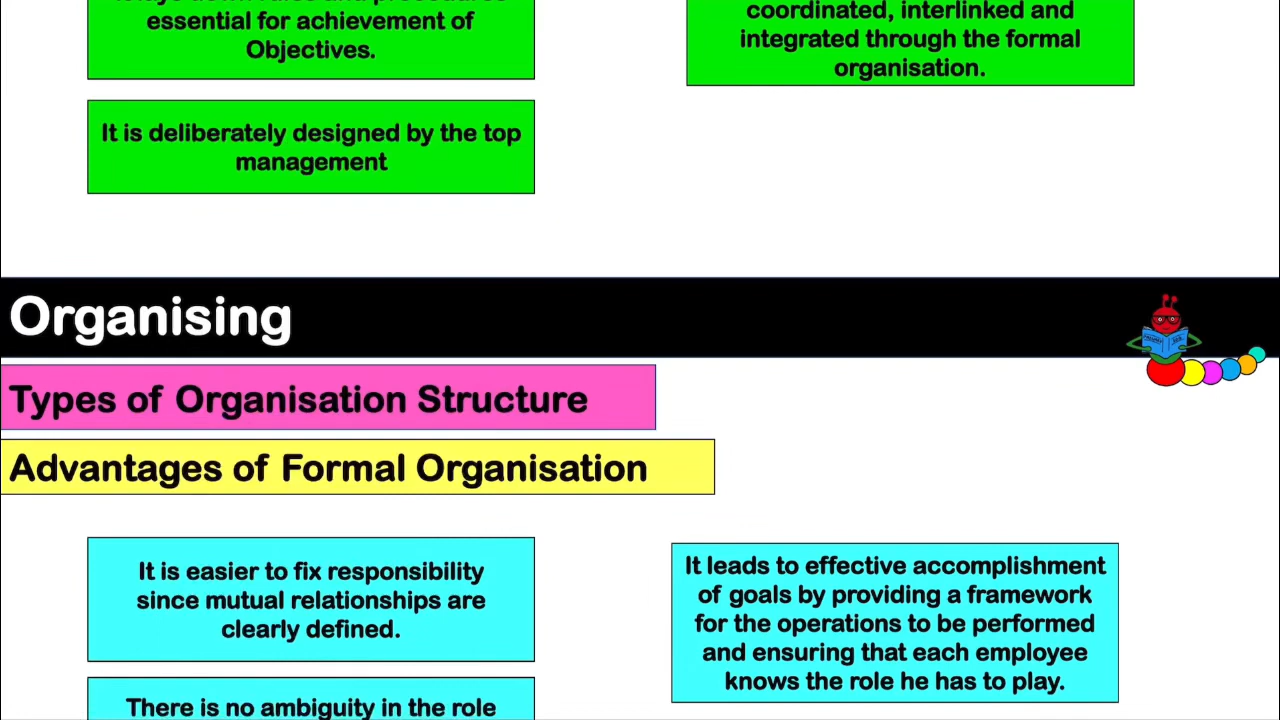 essential for achievement of
Objectives.
It is deliberately designed by the top
management
coordinated, interlinked and
integrated through the formal
organisation.
Organising
Types of Organisation Structure
Advantages of Formal Organisation
It is easier to fix responsibility
since mutual relationships are
clearly defined.
There is no ambiguity in the role
It leads to effective accomplishment
of goals by providing a framework
for the operations to be performed
and ensuring that each employee
knows the role he has to play.